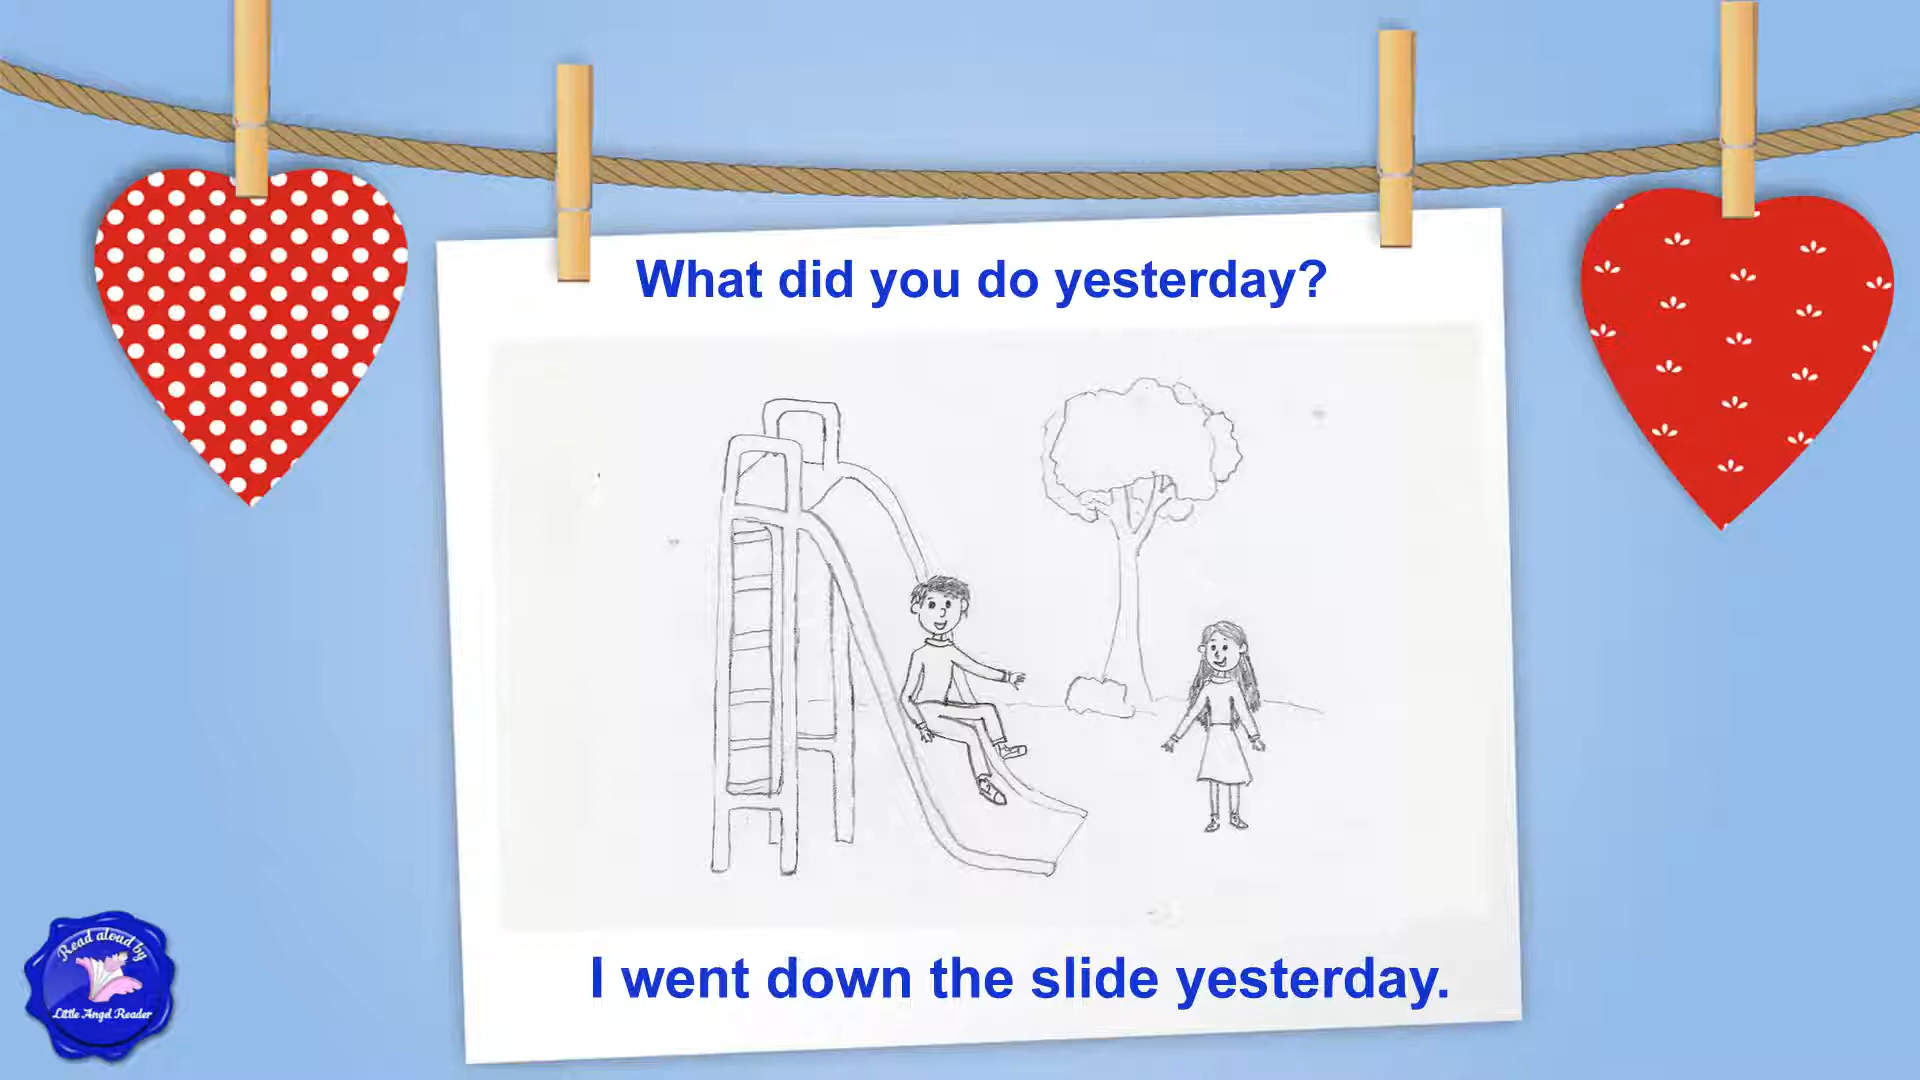 What did you do yesterday?
I went down the slide yesterday.
Read aloud by
Little Angel Reader